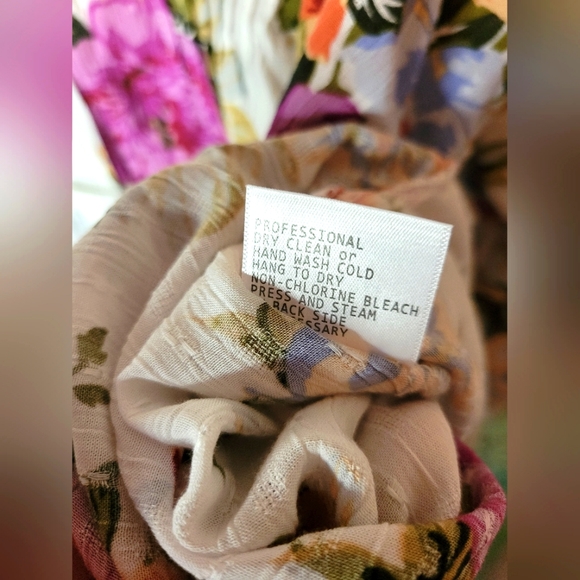 PROFESSIONAL
DRY CLEAN or
HAND WASH COLD
HANG TO DRY
NON-CHLORINE BLEACH
PRESS AND STEAM
BACK SIDE